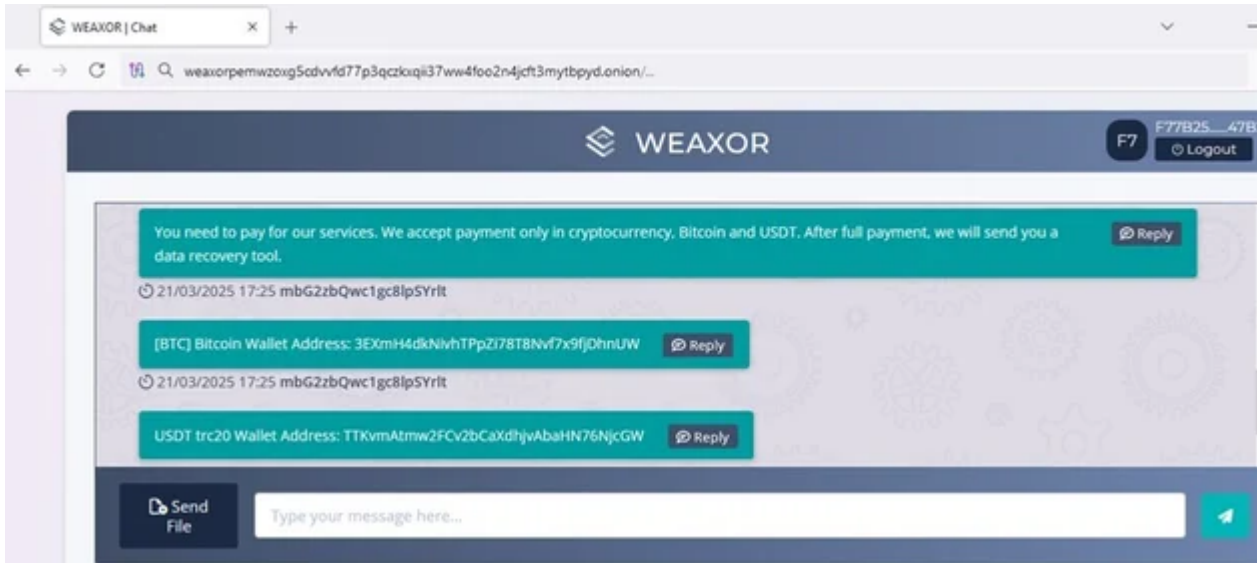 WEAXOR | Chat
weaxorpemwzoxg5cdvvfd77p3qczkxqii37ww4foo2n4jcft3mytbpyd.onion/...
WEAXOR
F7
F77B25.....47B
Logout
You need to pay for our services. We accept payment only in cryptocurrency, Bitcoin and USDT. After full payment, we will send you a
data recovery tool.
Reply
21/03/2025 17:25 mbG2zbQwc1gc8lpSYrlt
[BTC] Bitcoin Wallet Address: 3EXmH4dkNivhTPpZi78T8Nvf7x9fjDhnUW
Reply
21/03/2025 17:25 mbG2zbQwc1gc8lpSYrlt
USDT trc20 Wallet Address: TTKvmAtmw2FCv2bCaXdhjvAbaHN76NjcGW
Reply
Send
File
Type your message here...